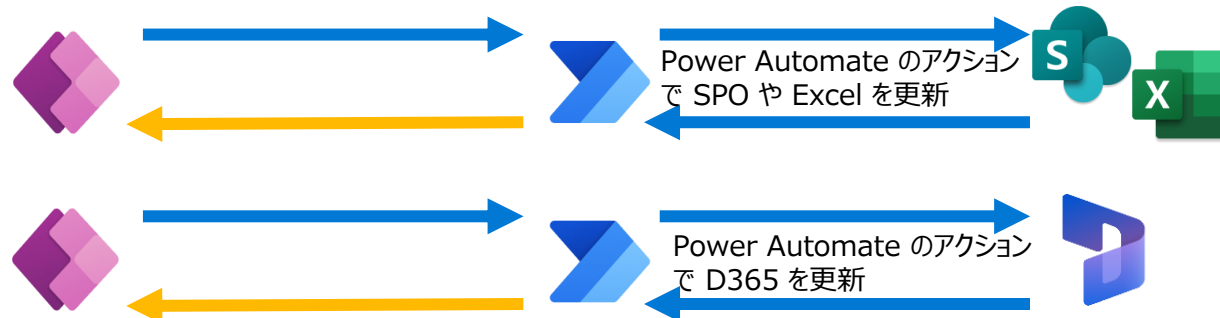 Power Automate のアクション
で SPO や Excel を更新
S
X
Power Automate のアクション
で D365 を更新